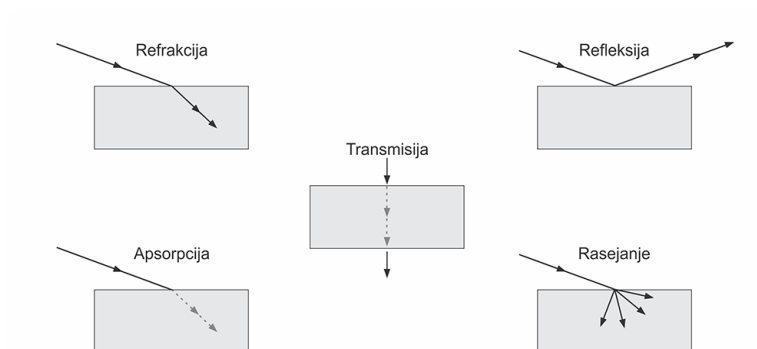 Refrakcija
Refleksija
Transmisija
Apsorpcija
Rasejanje